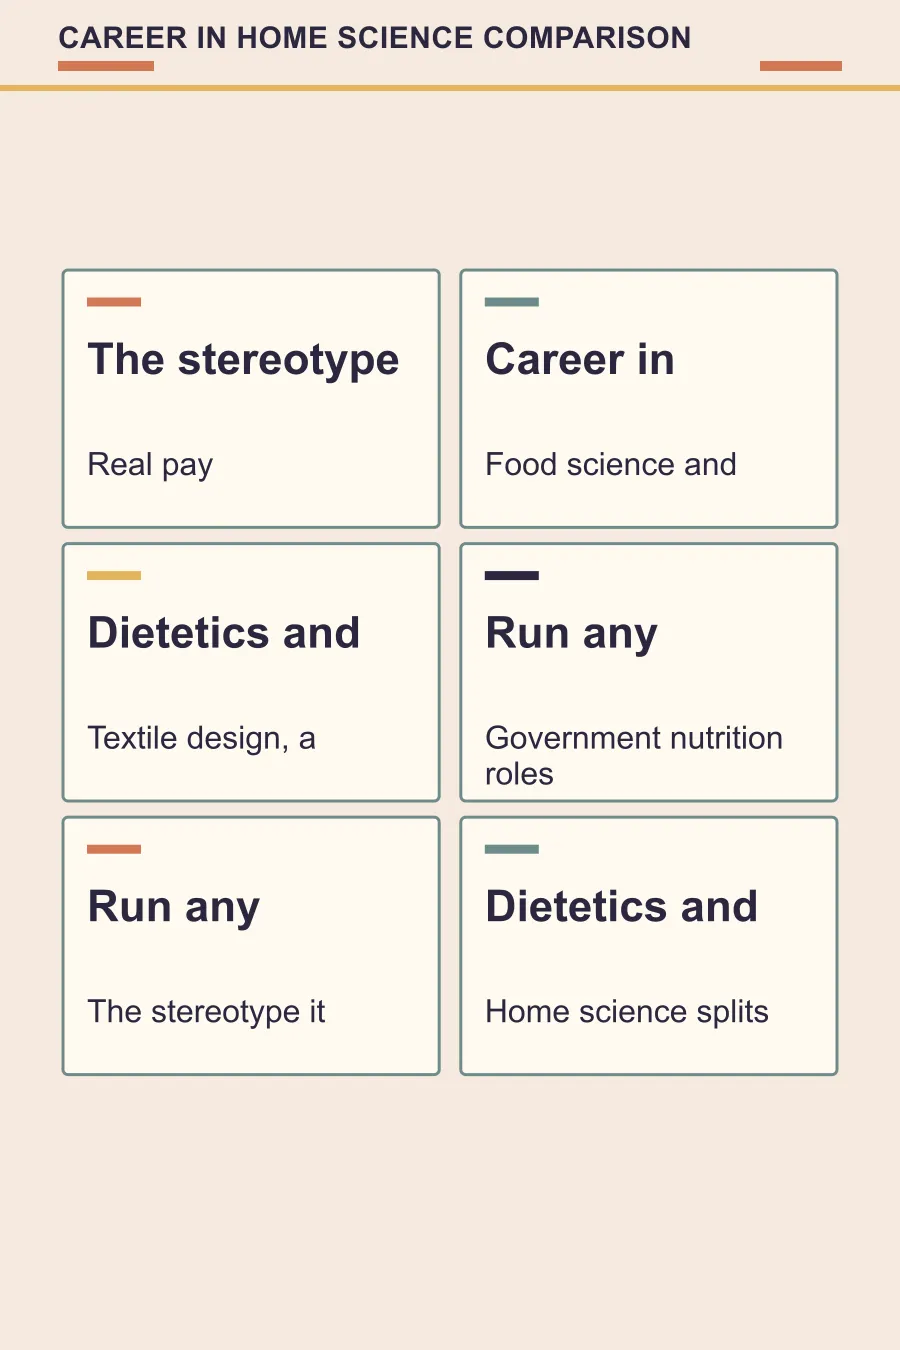 CAREER IN HOME SCIENCE COMPARISON
The stereotype
Real pay
Career in
Food science and
Dietetics and
Textile design, a
Run any
Government nutrition
roles
Run any
The stereotype it
Dietetics and
Home science splits